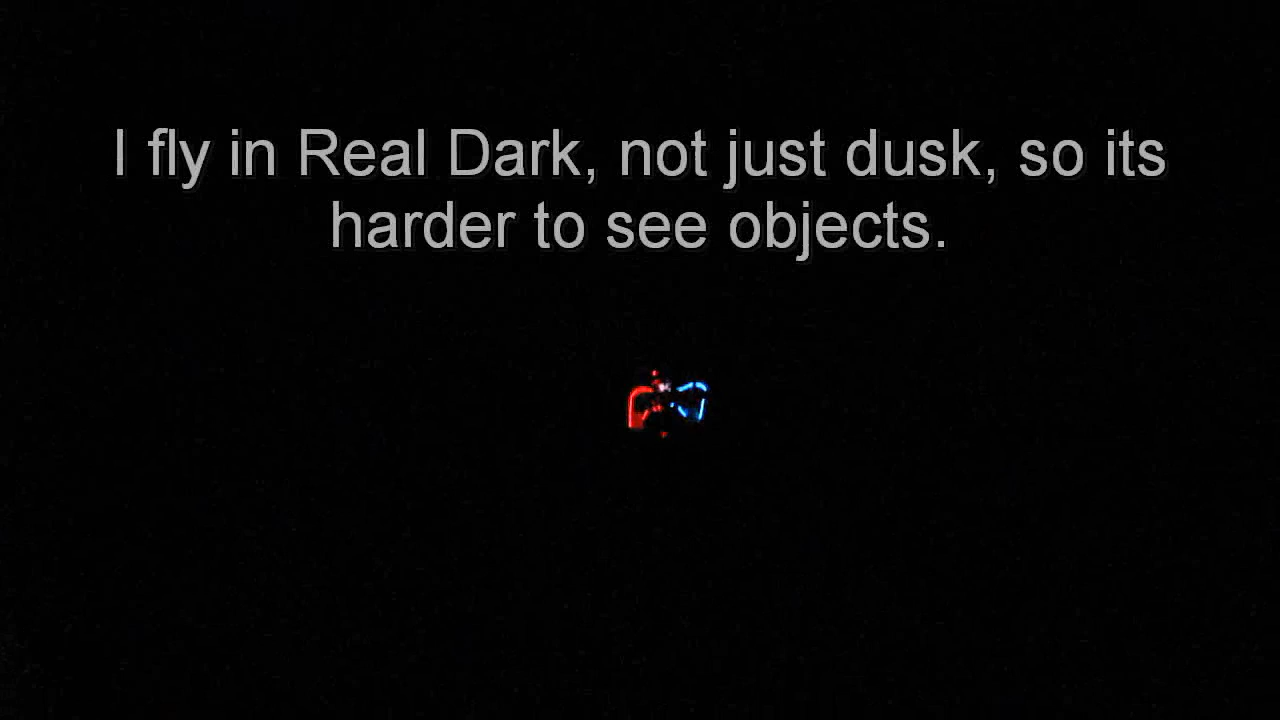 I fly in Real Dark, not just dusk, so its
harder to see objects.